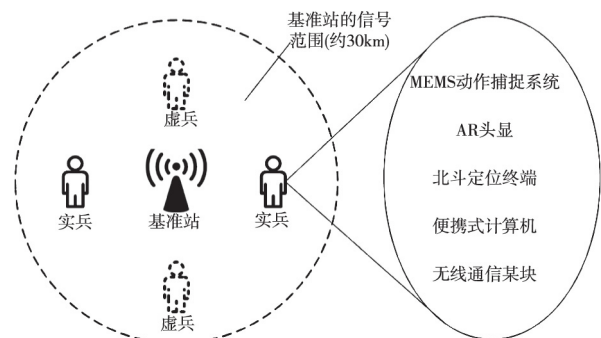 基准站的信号
范围(约30km)
虚兵
实兵
基准站
实兵
虚兵
MEMS动作捕捉系统
AR头显
北斗定位终端
便携式计算机
无线通信某块